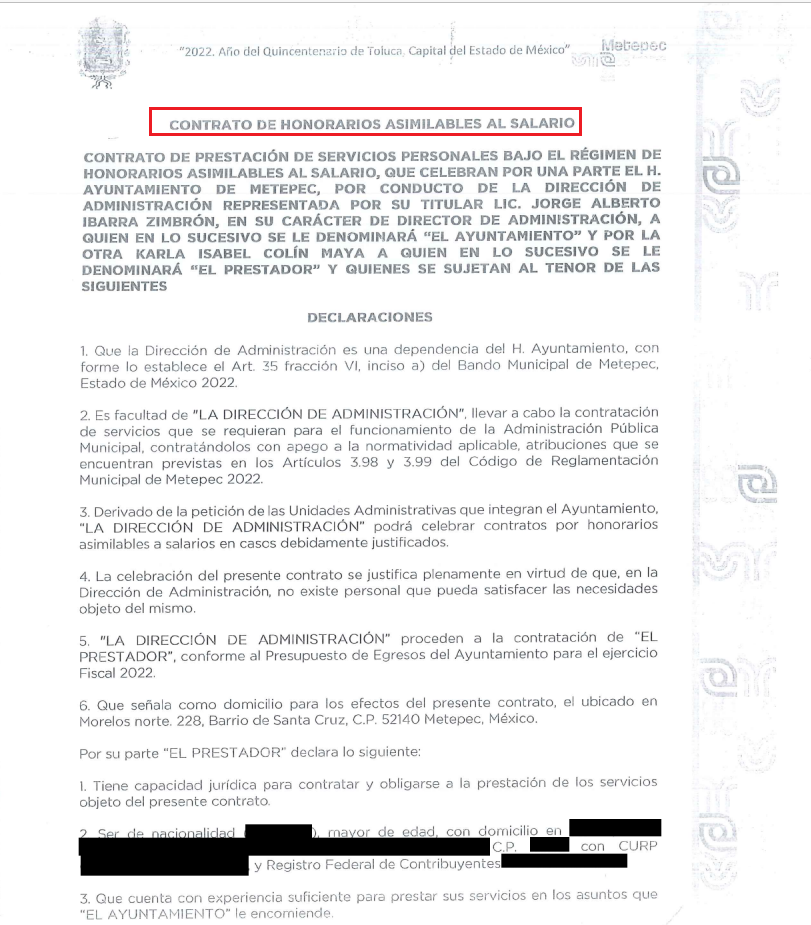 "2022. Año del Quincentenario de Toluca, Capital del Estado de México"
Metepec
CONTRATO DE HONORARIOS ASIMILABLES AL SALARIO
CONTRATO DE PRESTACIÓN DE SERVICIOS PERSONALES BAJO EL RÉGIMEN DE
HONORARIOS ASIMILABLES AL SALARIO, QUE CELEBRAN POR UNA PARTE EL H.
AYUNTAMIENTO DE METEPEC, POR CONDUCTO DE LA DIRECCIÓN DE
ADMINISTRACIÓN REPRESENTADA POR SU TITULAR LIC. JORGE ALBERTO
IBARRA ZIMBRÓN, EN SU CARÁCTER DE DIRECTOR DE ADMINISTRACIÓN, A
QUIEN EN LO SUCESIVO SE LE DENOMINARÁ "EL AYUNTAMIENTO" Y POR LA
OTRA KARLA ISABEL COLÍN MAYA A QUIEN EN LO SUCESIVO SE LE
DENOMINARÁ "EL PRESTADOR" Y QUIENES SE SUJETAN AL TENOR DE LAS
SIGUIENTES
DECLARACIONES
1. Que la Dirección de Administración es una dependencia del H. Ayuntamiento, con
forme lo establece el Art. 35 fracción VI, inciso a) del Bando Municipal de Metepec,
Estado de México 2022.
2. Es facultad de "LA DIRECCIÓN DE ADMINISTRACIÓN", llevar a cabo la contratación
de servicios que se requieran para el funcionamiento de la Administración Pública
Municipal, contratándolos con apego a la normatividad aplicable, atribuciones que se
encuentran previstas en los Artículos 3.98 y 3.99 del Código de Reglamentación
Municipal de Metepec 2022.
3. Derivado de la petición de las Unidades Administrativas que integran el Ayuntamiento,
"LA DIRECCIÓN DE ADMINISTRACIÓN" podrá celebrar contratos por honorarios
asimilables a salarios en cascs debidamente justificados.
4. La celebración del presente contrato se justifica plenamente en virtud de que, en la
Dirección de Administración, no existe personal que pueda satisfacer las necesidades
objeto del mismo.
5. "LA DIRECCIÓN DE ADMINISTRACIÓN" proceden a la contratación de "EL
PRESTADOR", conforme al Presupuesto de Egresos del Ayuntamiento para el ejercicio
Fiscal 2022.
6. Que señala como domicilio para los efectos del presente contrato, el ubicado en
Morelos norte. 228, Barrio de Santa Cruz, C.P. 52140 Metepec, México.
Por su parte "EL PRESTADOR" declara lo siguiente:
1. Tiene capacidad jurídica para contratar y obligarse a la prestación de los servicios
objeto del presente contrato.
2. Ser de nacionalidad ( ), mayor de edad, con domicilio en
C.P. con CURP
, y Registro Federal de Contribuyentes
3. Que cuenta con experiencia suficiente para prestar sus servicios en los asuntos que
"EL AYUNTAMIENTO" le encomiende.